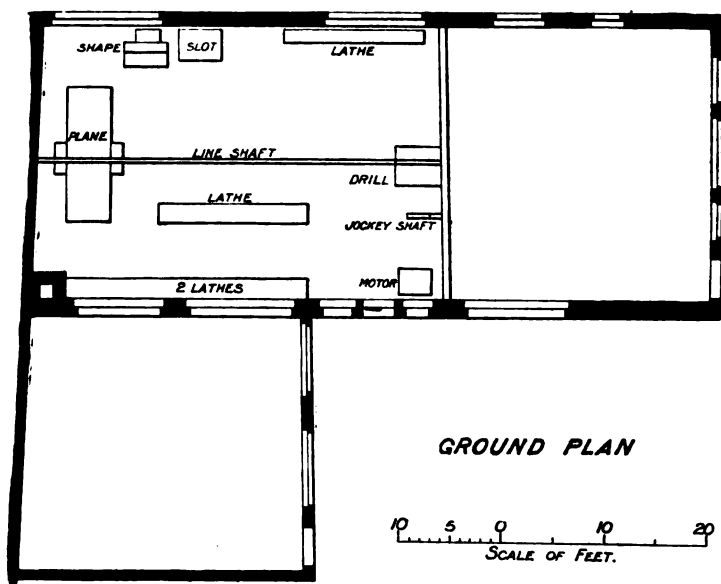 SHAPE
SLOT
LATHE
PLANE
LINE SHAFT
DRILL
LATHE
JOCKEY SHAFT
2 LATHES
MOTOR
GROUND PLAN
10 5 0 10 20
SCALE OF FEET.